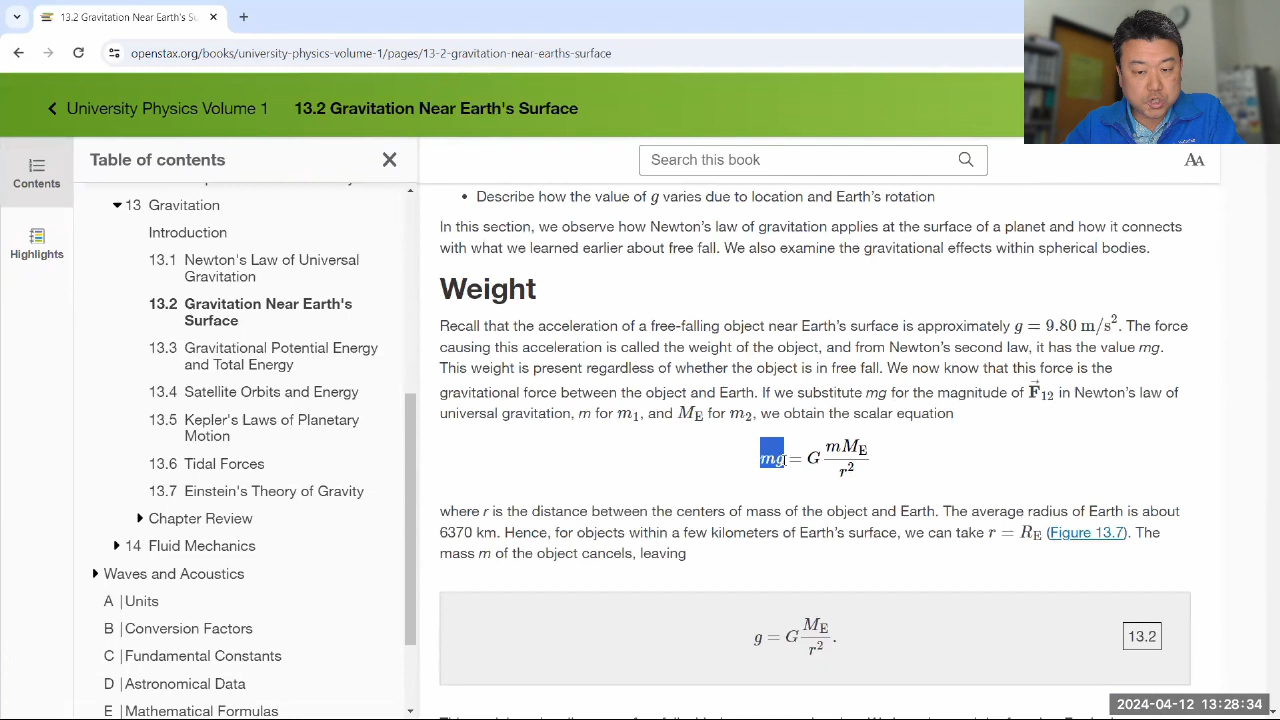 13.2 Gravitation Near Earth's Su
openstax.org/books/university-physics-volume-1/pages/13-2-gravitation-near-earths-surface
University Physics Volume 1
13.2 Gravitation Near Earth's Surface
Contents
Highlights
Table of contents
13 Gravitation
Introduction
13.1 Newton's Law of Universal
Gravitation
13.2 Gravitation Near Earth's
Surface
13.3 Gravitational Potential Energy
and Total Energy
13.4 Satellite Orbits and Energy
13.5 Kepler's Laws of Planetary
Motion
13.6 Tidal Forces
13.7 Einstein's Theory of Gravity
Chapter Review
14 Fluid Mechanics
Waves and Acoustics
A | Units
B | Conversion Factors
C | Fundamental Constants
D | Astronomical Data
E | Mathematical Formulas
Search this book
AA
• Describe how the value of g varies due to location and Earth's rotation
In this section, we observe how Newton's law of gravitation applies at the surface of a planet and how it connects
with what we learned earlier about free fall. We also examine the gravitational effects within spherical bodies.
Weight
Recall that the acceleration of a free-falling object near Earth's surface is approximately g = 9.80 m/s². The force
causing this acceleration is called the weight of the object, and from Newton's second law, it has the value mg.
This weight is present regardless of whether the object is in free fall. We now know that this force is the
gravitational force between the object and Earth. If we substitute mg for the magnitude of F⃗₁₂ in Newton's law of
universal gravitation, m for m₁, and M_E for m₂, we obtain the scalar equation
mg = G mM_E / r²
where r is the distance between the centers of mass of the object and Earth. The average radius of Earth is about
6370 km. Hence, for objects within a few kilometers of Earth's surface, we can take r = R_E (Figure 13.7). The
mass m of the object cancels, leaving
g = G M_E / r².
13.2
2024-04-12 13:28:34